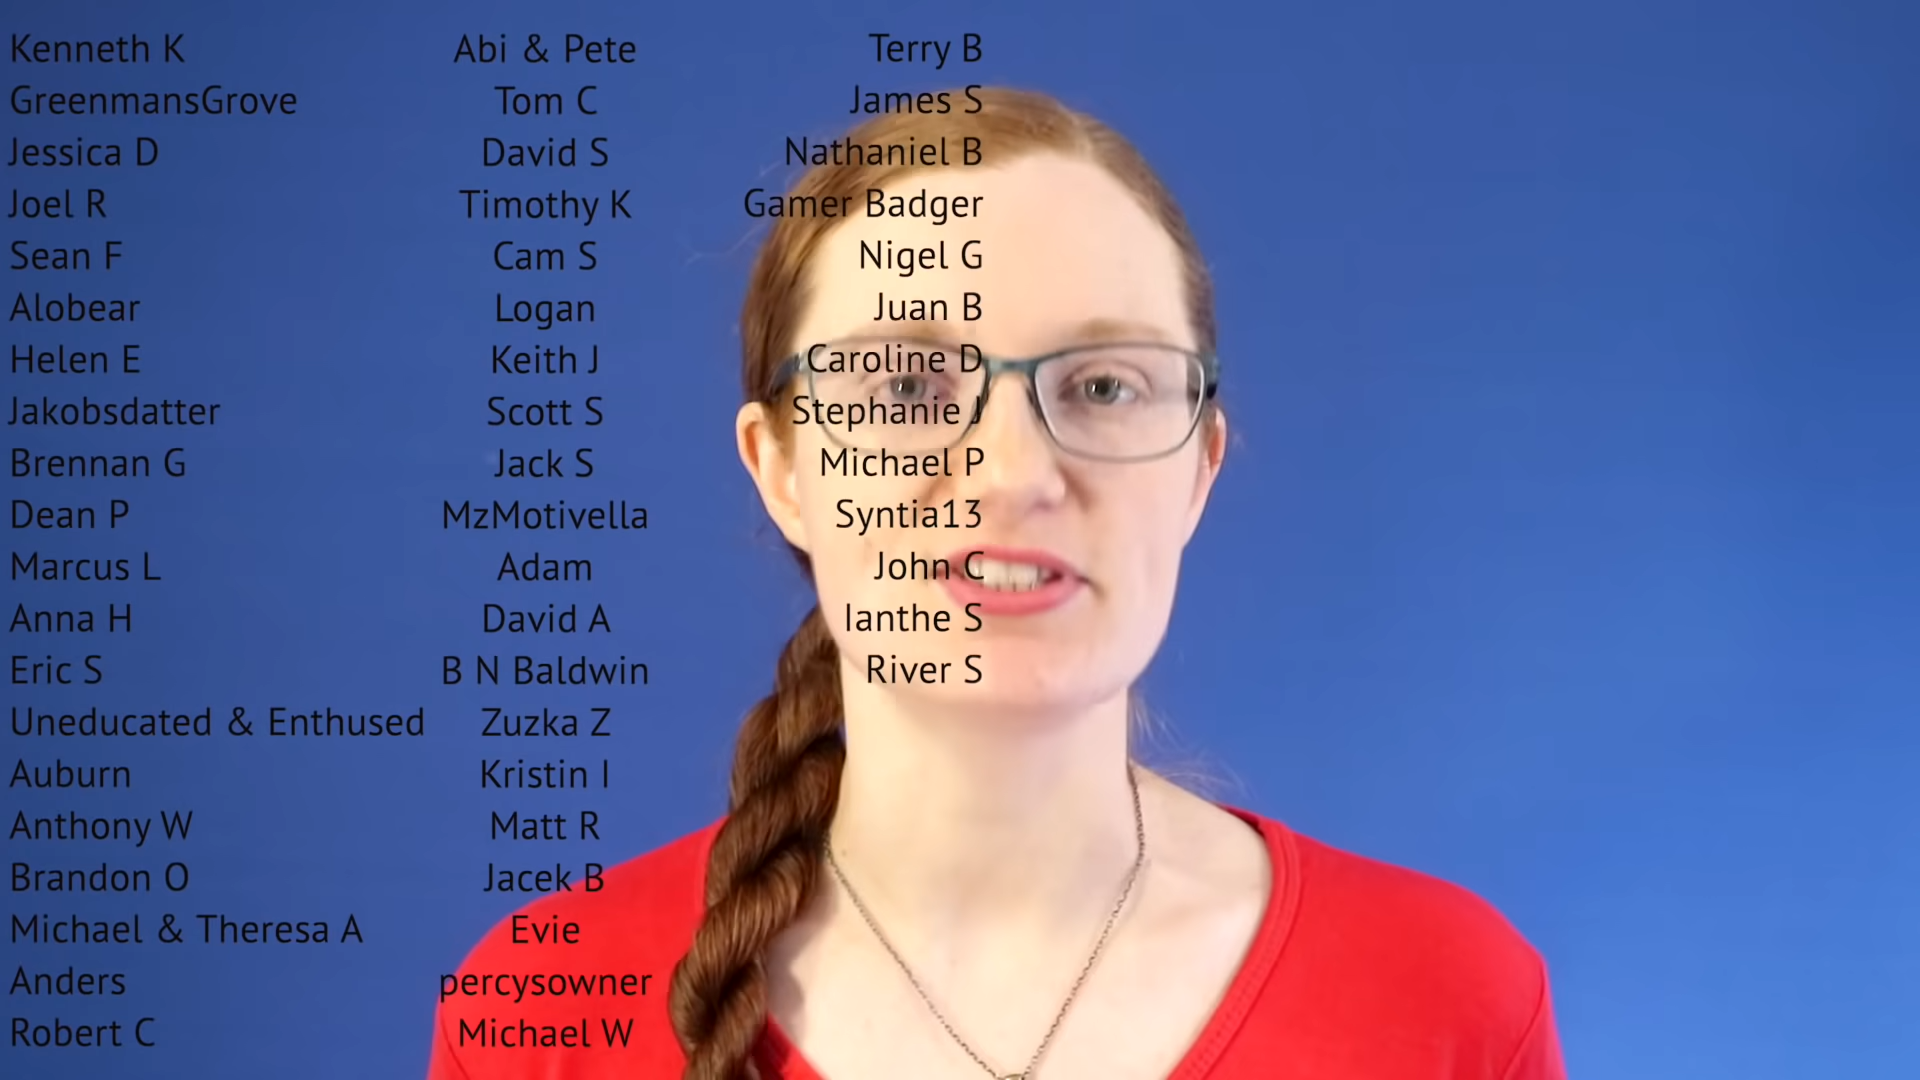 Kenneth K
GreenmansGrove
Jessica D
Joel R
Sean F
Alobear
Helen E
Jakobsdatter
Brennan G
Dean P
Marcus L
Anna H
Eric S
Uneducated & Enthused
Auburn
Anthony W
Brandon O
Michael & Theresa A
Anders
Robert C
Abi & Pete
Tom C
David S
Timothy K
Cam S
Logan
Keith J
Scott S
Jack S
MzMotivella
Adam
David A
B N Baldwin
Zuzka Z
Kristin I
Matt R
Jacek B
Evie
percysowner
Michael W
Terry B
James S
Nathaniel B
Gamer Badger
Nigel G
Juan B
Caroline D
Stephanie J
Michael P
Syntia13
John C
Ianthe S
River S